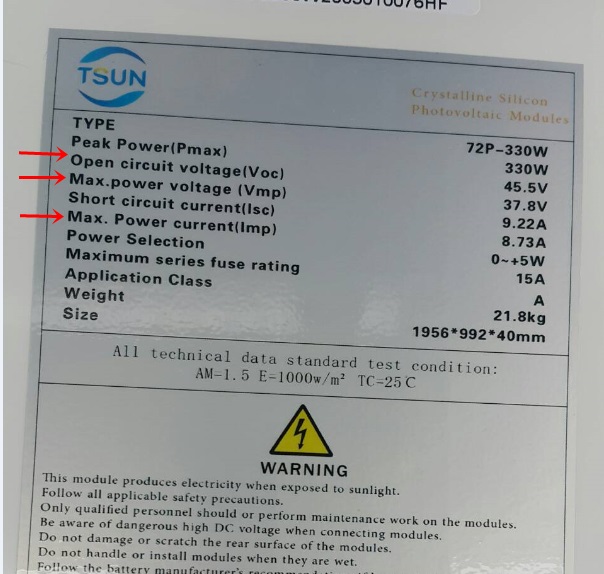 TSUN
Crystalline Silicon
Photovoltaic Modules
TYPE 72P-330W
Peak Power(Pmax) 330W
Open circuit voltage(Voc) 45.5V
Max.power voltage (Vmp) 37.8V
Short circuit current(Isc) 9.22A
Max. Power current(Imp) 8.73A
Power Selection 0~+5W
Maximum series fuse rating 15A
Application Class A
Weight 21.8kg
Size 1956*992*40mm
All technical data standard test condition:
AM=1.5 E=1000w/m² TC=25℃
WARNING
This module produces electricity when exposed to sunlight.
Follow all applicable safety precautions.
Only qualified personnel should or perform maintenance work on the modules.
Be aware of dangerous high DC voltage when connecting modules.
Do not damage or scratch the rear surface of the modules.
Do not handle or install modules when they are wet.
Follow the battery manufacturer's